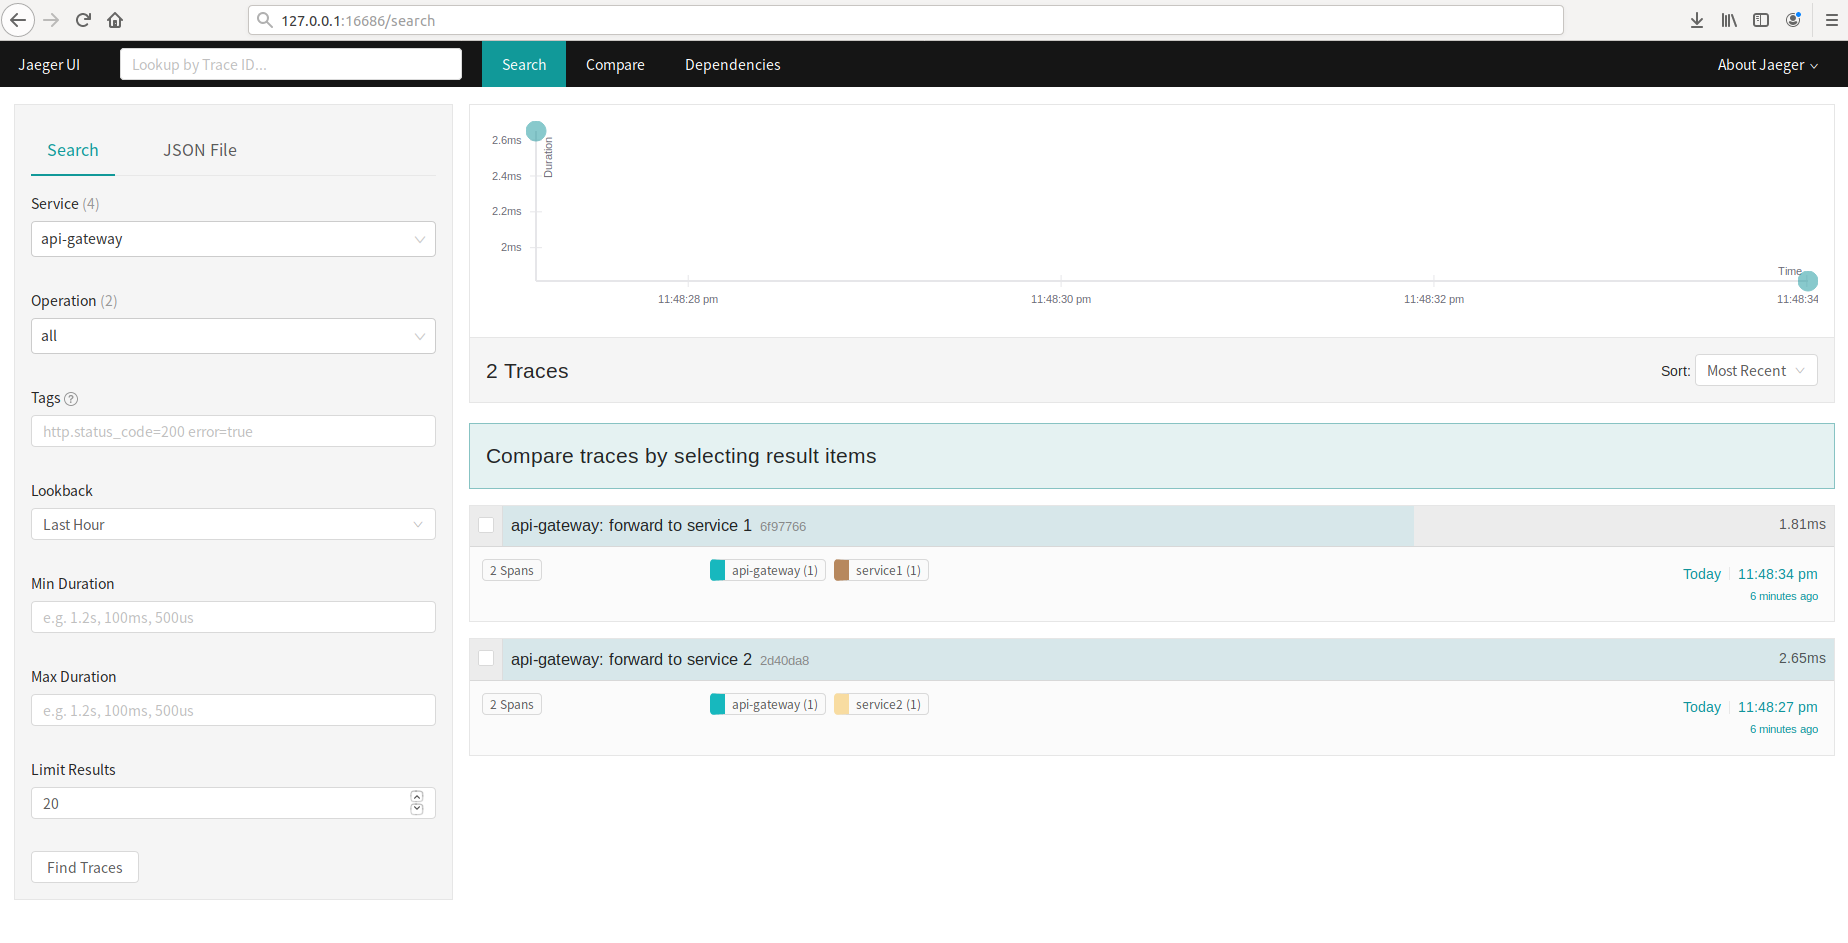 127.0.0.1:16686/search
Jaeger UI
Lookup by Trace ID...
Search
Compare
Dependencies
About Jaeger
Search
JSON File
Service (4)
api-gateway
Operation (2)
all
Tags ?
http.status_code=200 error=true
Lookback
Last Hour
Min Duration
e.g. 1.2s, 100ms, 500us
Max Duration
e.g. 1.2s, 100ms, 500us
Limit Results
20
Find Traces
2.6ms
2.4ms
2.2ms
2ms
Duration
Time
11:48:28 pm
11:48:30 pm
11:48:32 pm
11:48:34
2 Traces
Sort: Most Recent
Compare traces by selecting result items
api-gateway: forward to service 1 6f97766
1.81ms
2 Spans
api-gateway (1)
service1 (1)
Today 11:48:34 pm
6 minutes ago
api-gateway: forward to service 2 2d40da8
2.65ms
2 Spans
api-gateway (1)
service2 (1)
Today 11:48:27 pm
6 minutes ago